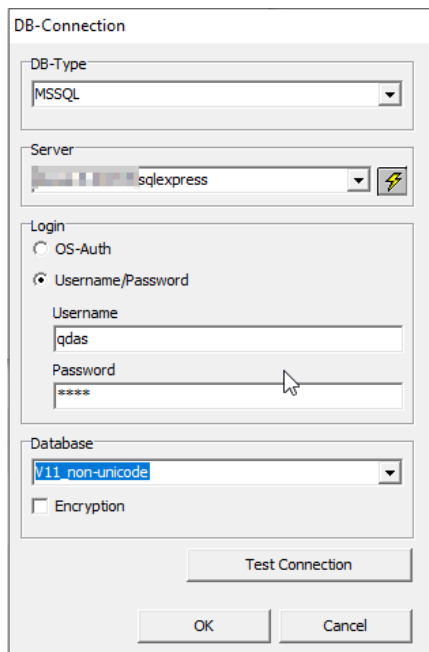 DB-Connection
DB-Type
MSSQL
Server
sqlexpress
Login
OS-Auth
Username/Password
Username
qdas
Password
****
Database
V11_non-unicode
Encryption
Test Connection
OK
Cancel